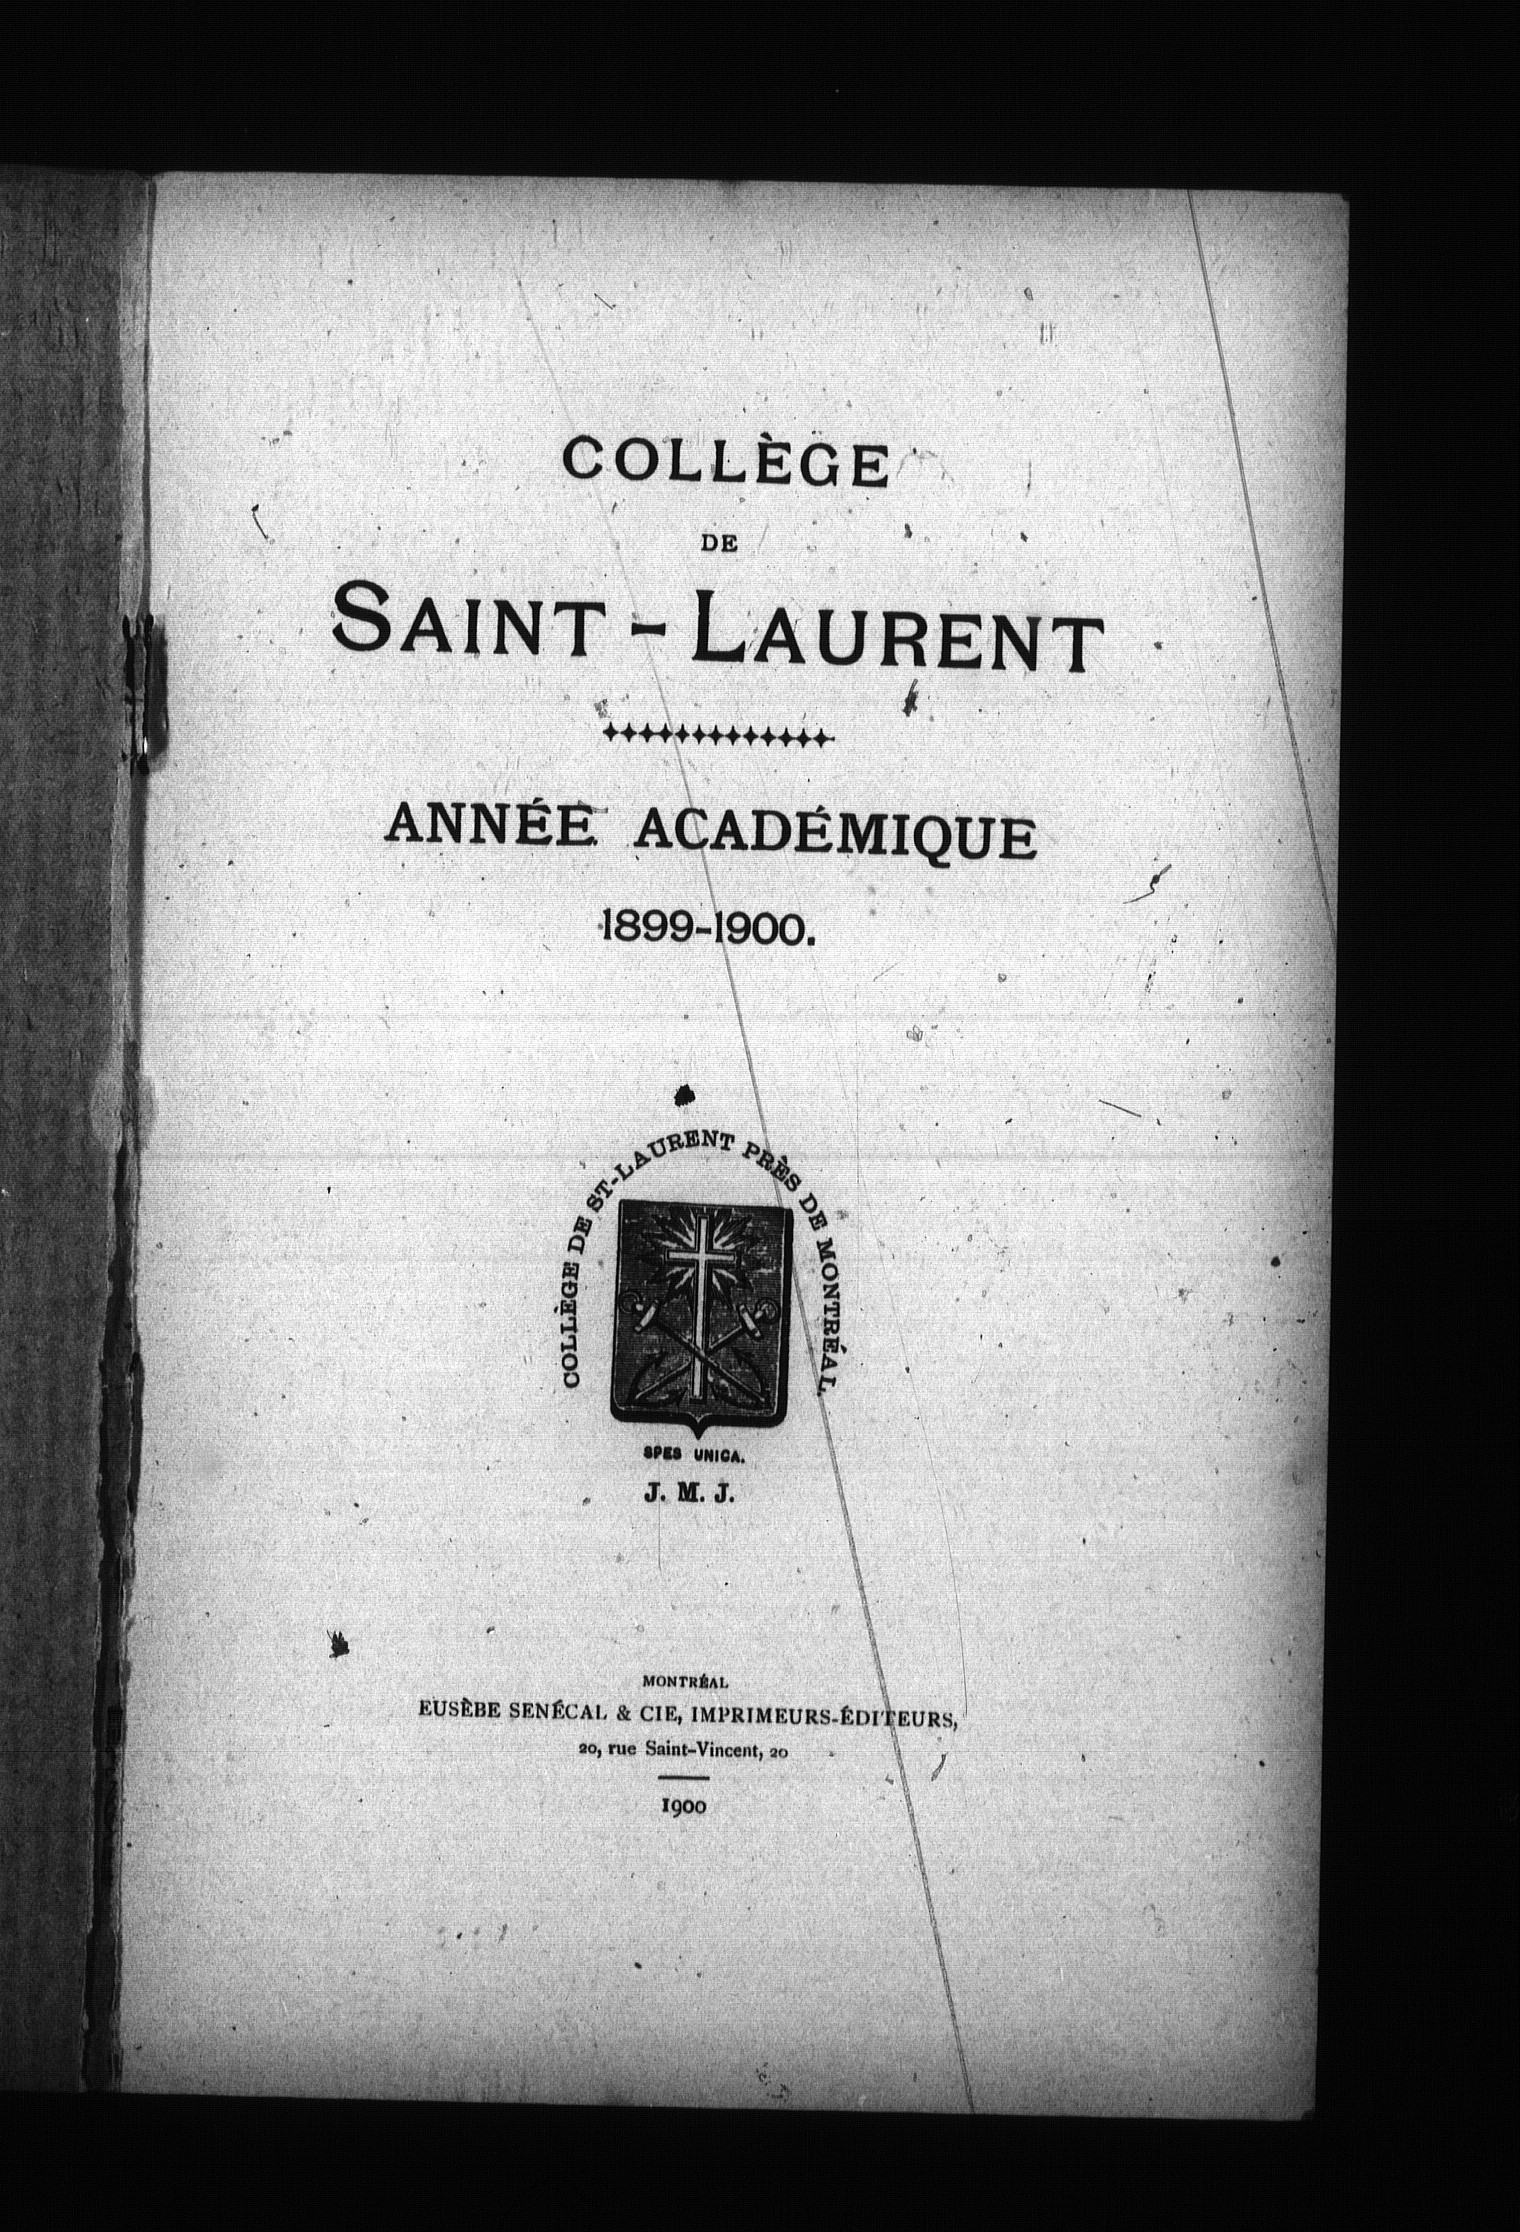 COLLÈGE
DE
SAINT-LAURENT
ANNÉE ACADÉMIQUE
1899-1900.
COLLÈGE DE ST-LAURENT PRÈS DE MONTRÉAL.
SPES UNICA.
J. M. J.
MONTRÉAL
EUSÈBE SENÉCAL & CIE, IMPRIMEURS-ÉDITEURS,
20, rue Saint-Vincent, 20
1900